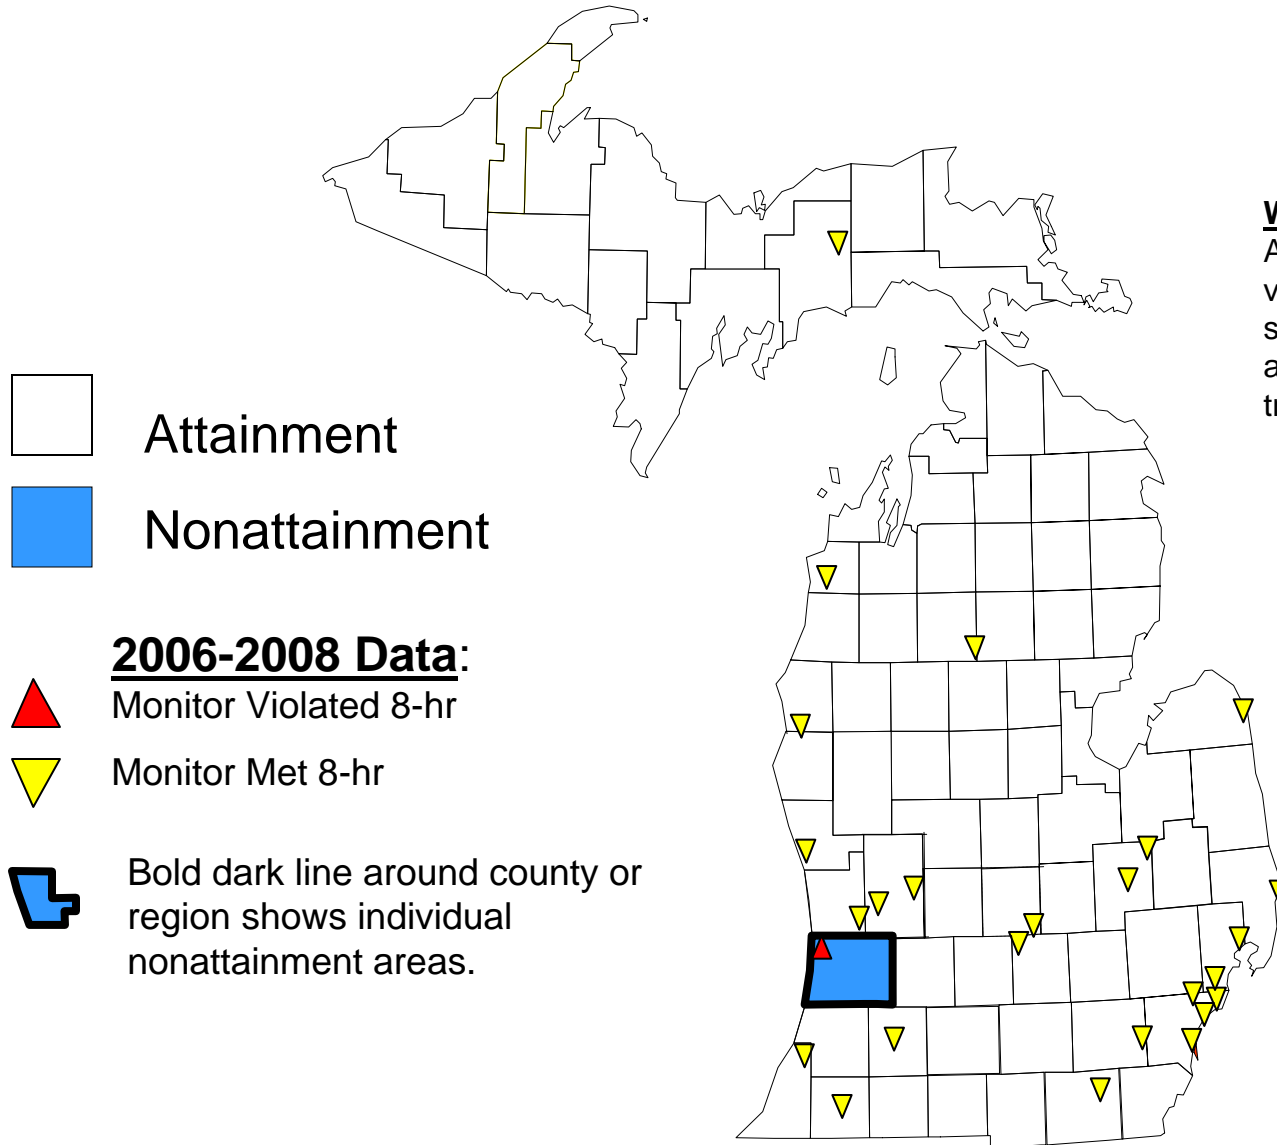 Attainment
Nonattainment
2006-2008 Data:
Monitor Violated 8-hr
Monitor Met 8-hr
Bold dark line around county or
region shows individual
nonattainment areas.